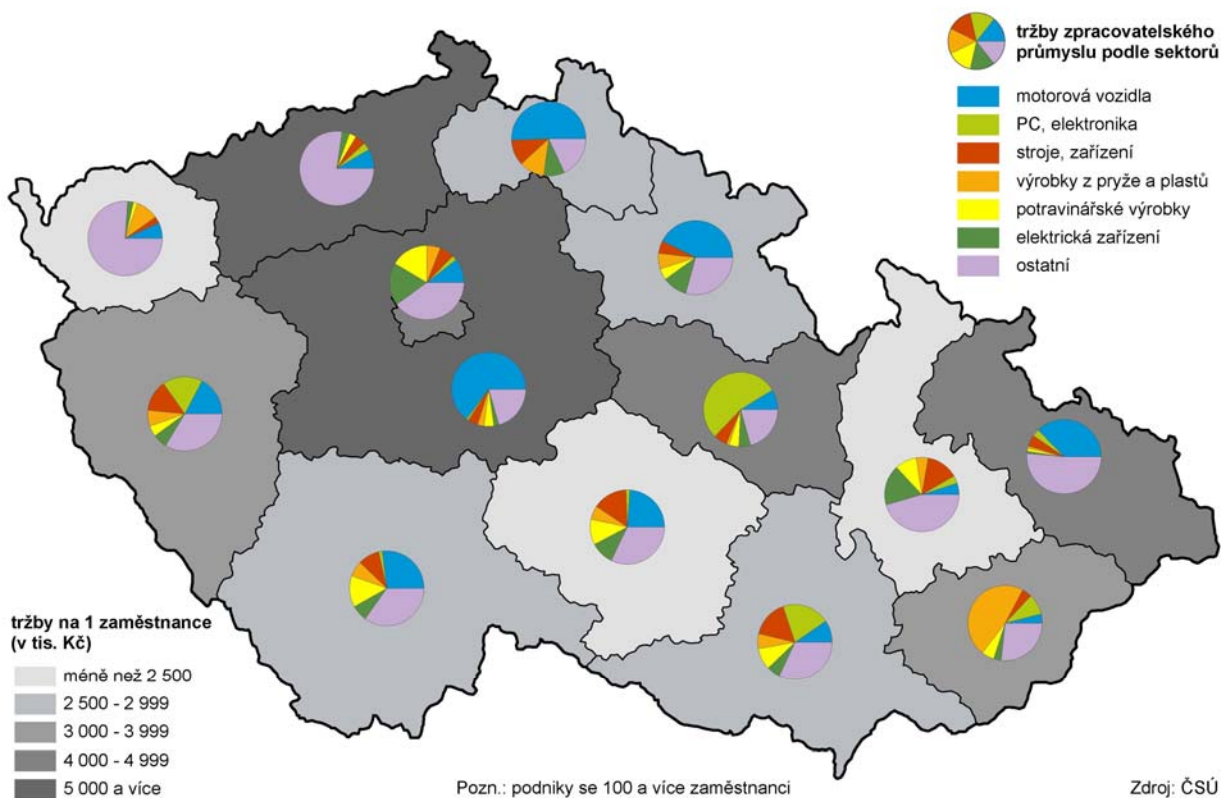 tržby zpracovatelského
průmyslu podle sektorů
motorová vozidla
PC, elektronika
stroje, zařízení
výrobky z pryže a plastů
potravinářské výrobky
elektrická zařízení
ostatní
tržby na 1 zaměstnance
(v tis. Kč)
méně než 2 500
2 500 - 2 999
3 000 - 3 999
4 000 - 4 999
5 000 a více
Pozn.: podniky se 100 a více zaměstnanci
Zdroj: ČSÚ